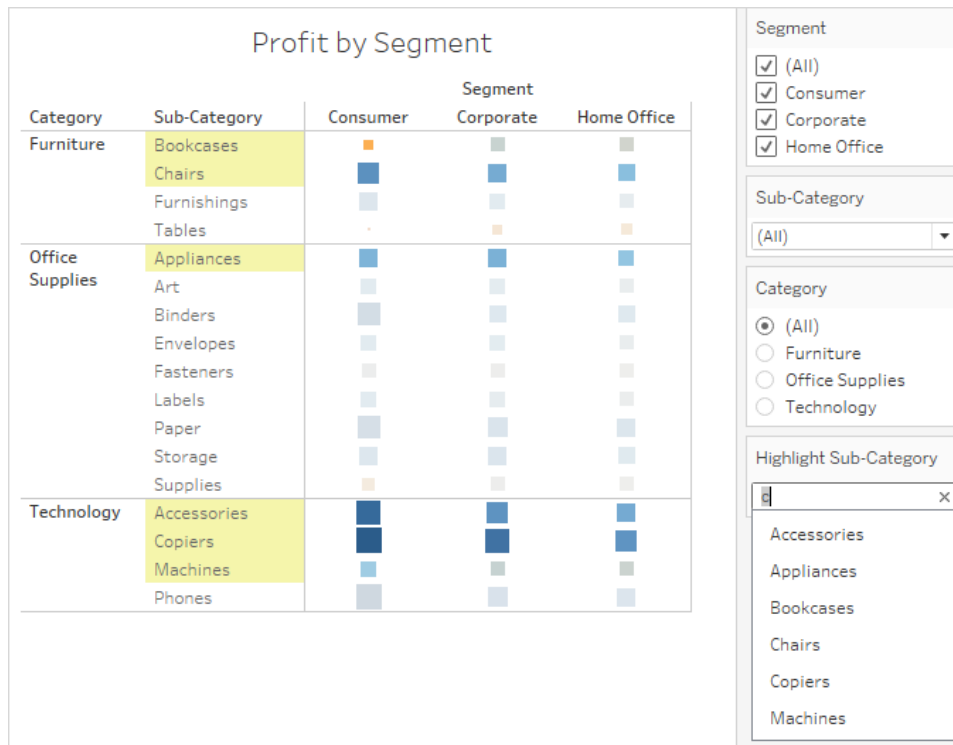 Profit by Segment
Segment
Category Sub-Category Consumer Corporate Home Office
Furniture Bookcases
Chairs
Furnishings
Tables
Office Supplies Appliances
Art
Binders
Envelopes
Fasteners
Labels
Paper
Storage
Supplies
Technology Accessories
Copiers
Machines
Phones
Segment
(All)
Consumer
Corporate
Home Office
Sub-Category
(All)
Category
(All)
Furniture
Office Supplies
Technology
Highlight Sub-Category
c
Accessories
Appliances
Bookcases
Chairs
Copiers
Machines